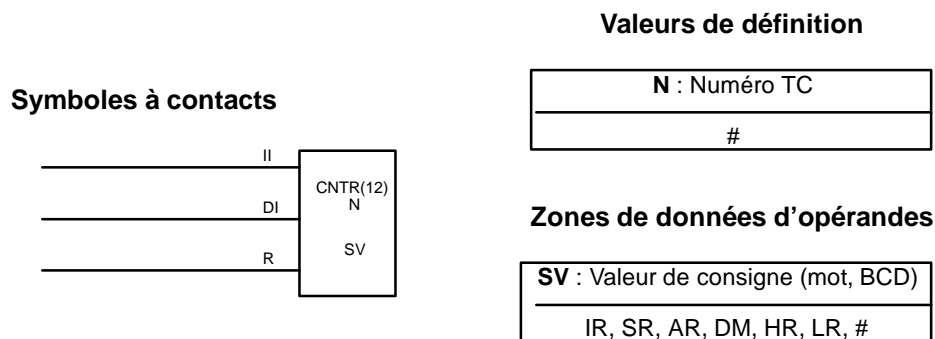 Valeurs de définition
N : Numéro TC
#
Symboles à contacts
II
CNTR(12)
N
DI
SV
R
Zones de données d’opérandes
SV : Valeur de consigne (mot, BCD)
IR, SR, AR, DM, HR, LR, #